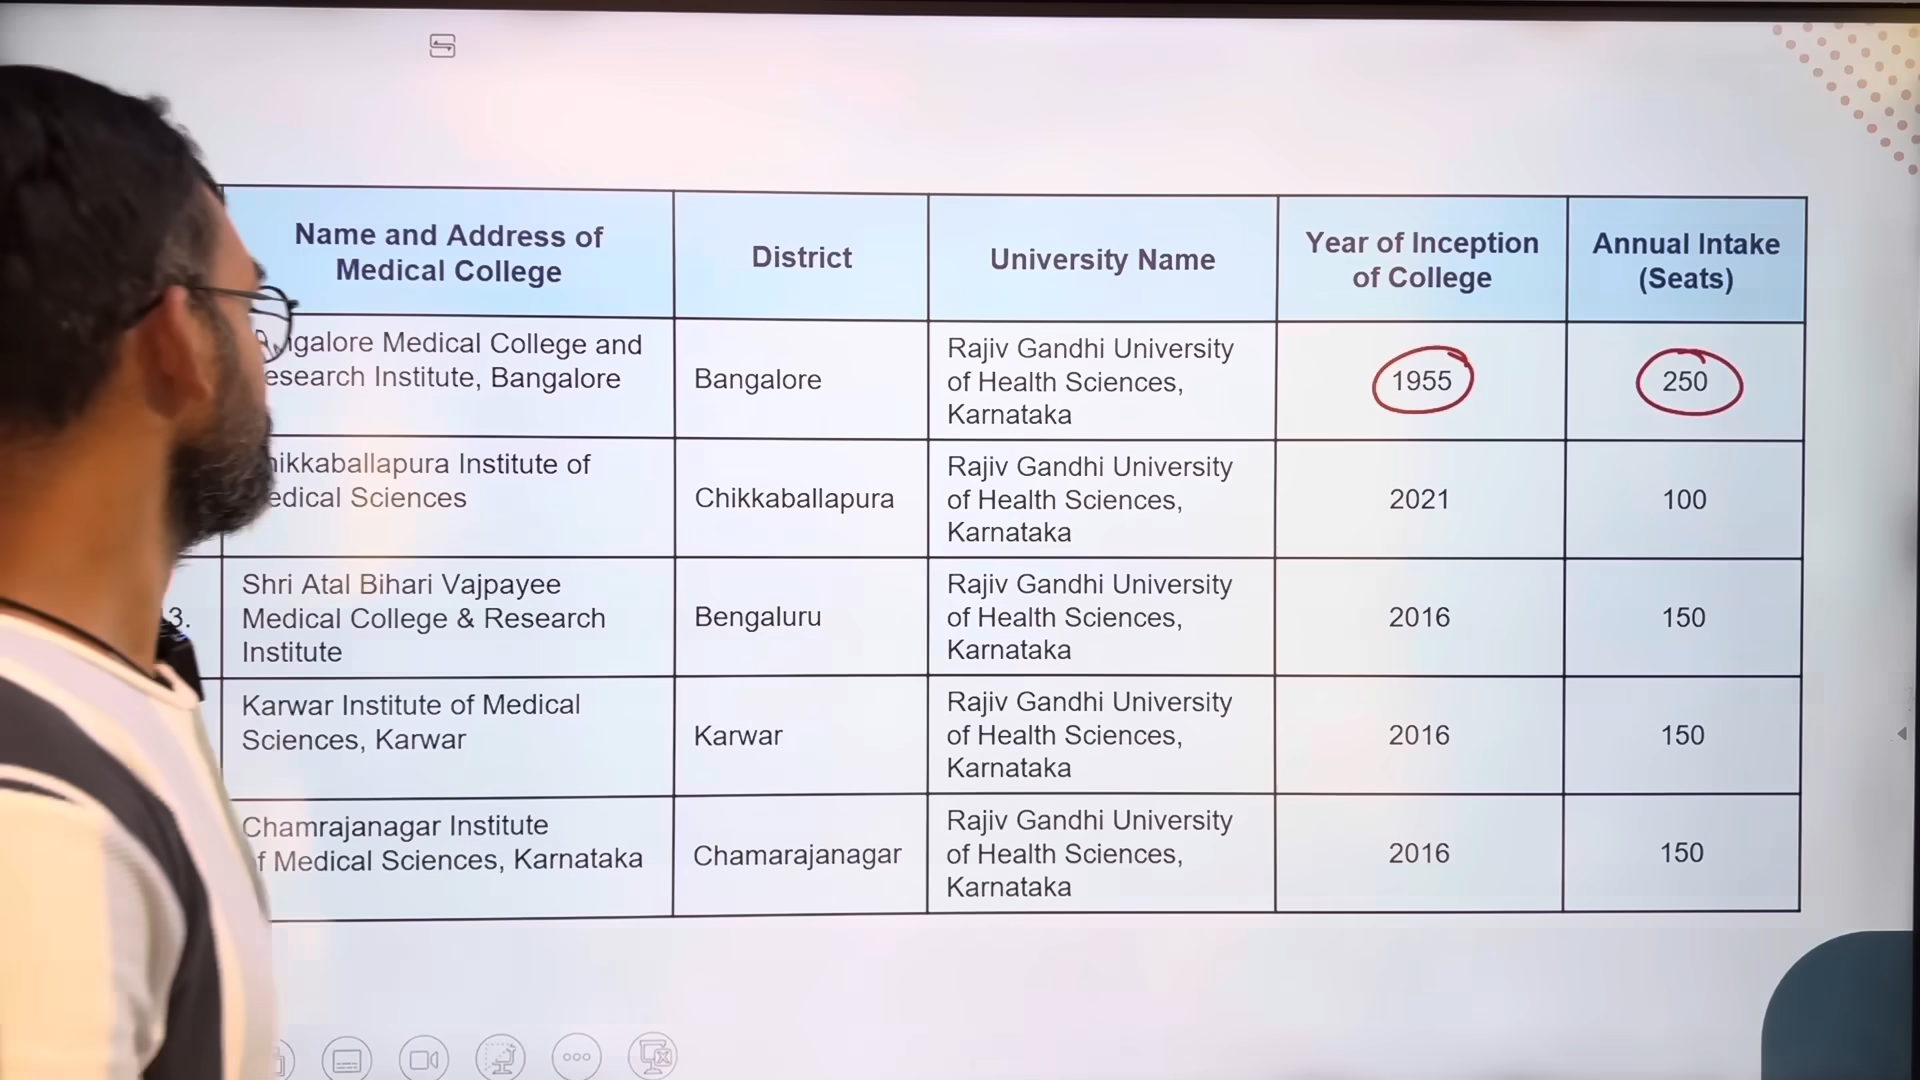 Name and Address of
Medical College
District
University Name
Year of Inception
of College
Annual Intake
(Seats)
Medical College and
Institute, Bangalore
Bangalore
Rajiv Gandhi University
of Health Sciences,
Karnataka
1955
250
Institute of
Sciences
Chikkaballapura
Rajiv Gandhi University
of Health Sciences,
Karnataka
2021
100
3.
Shri Atal Bihari Vajpayee
Medical College & Research
Institute
Bengaluru
Rajiv Gandhi University
of Health Sciences,
Karnataka
2016
150
Karwar Institute of Medical
Sciences, Karwar
Karwar
Rajiv Gandhi University
of Health Sciences,
Karnataka
2016
150
Chamrajanagar Institute
of Medical Sciences, Karnataka
Chamarajanagar
Rajiv Gandhi University
of Health Sciences,
Karnataka
2016
150